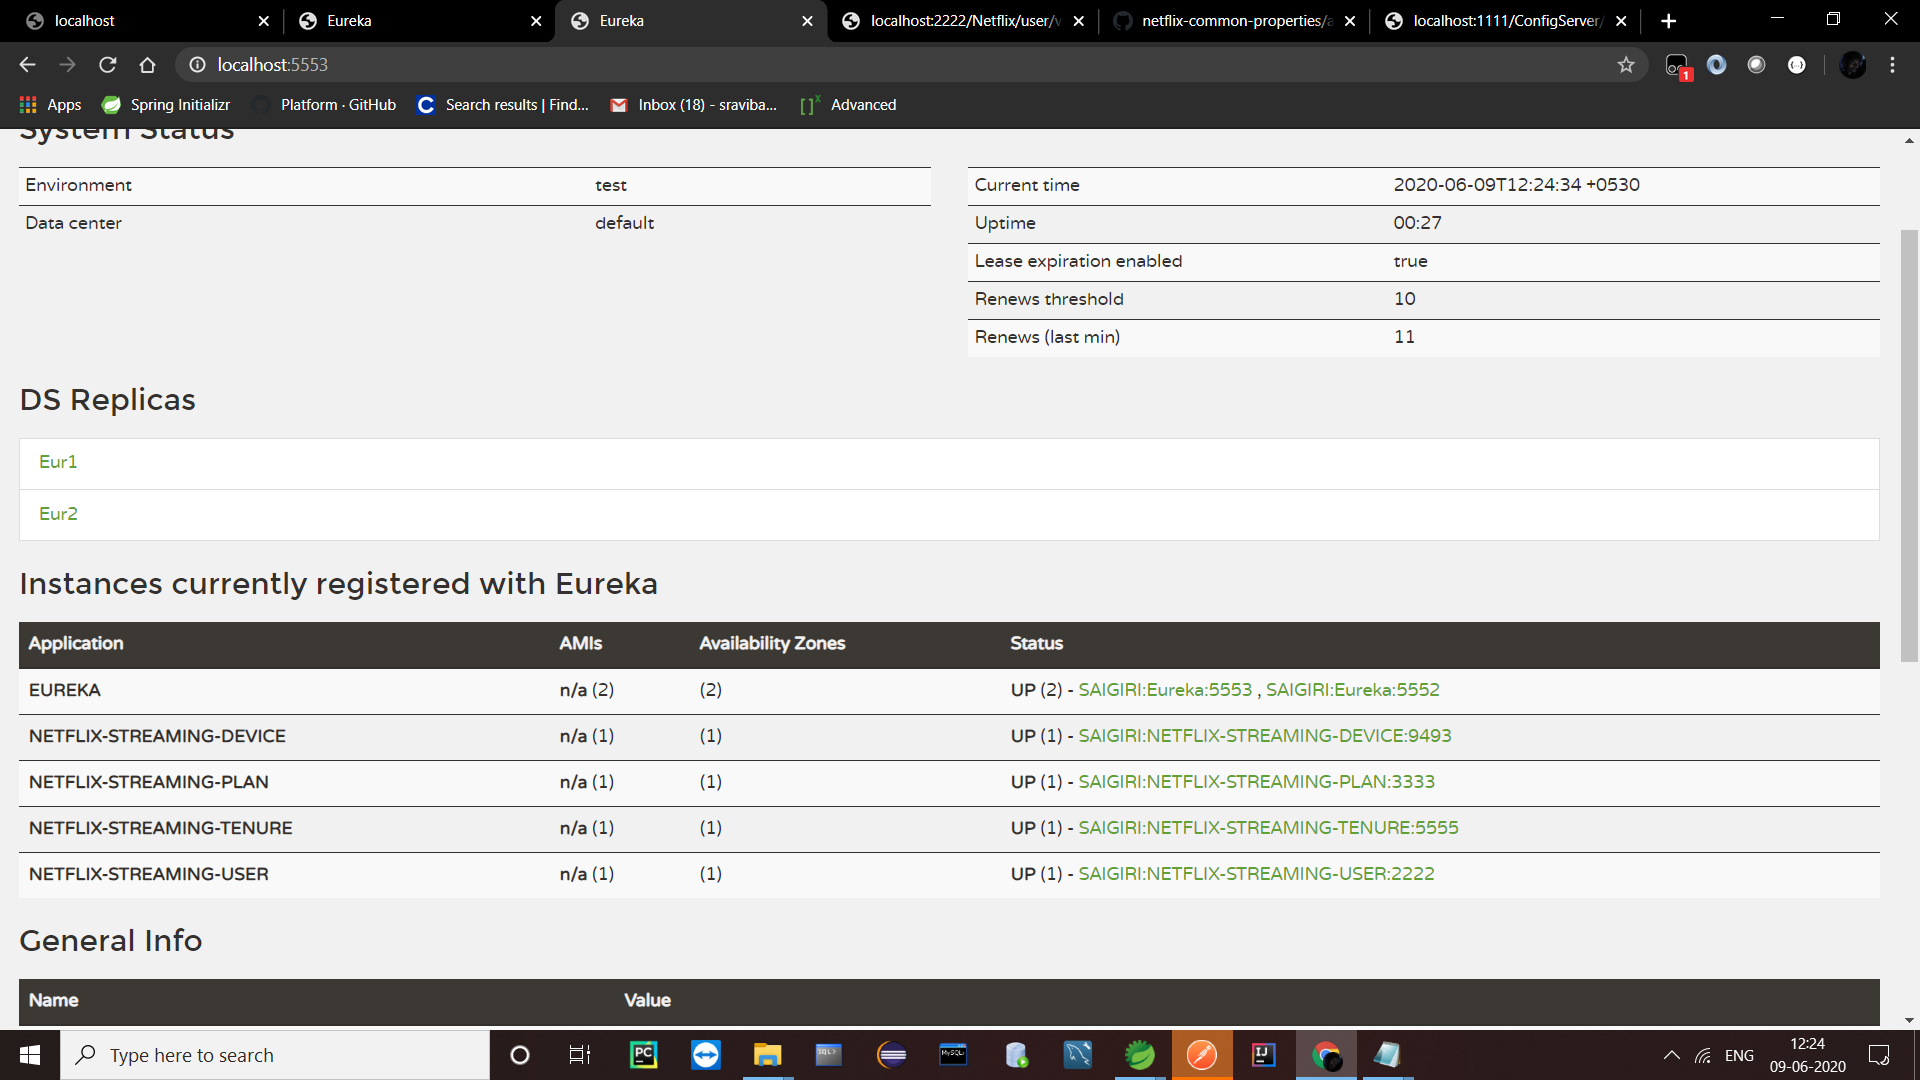 localhost
Eureka
Eureka
localhost:2222/Netflix/user/v
netflix-common-properties/a
localhost:1111/ConfigServer/
localhost:5553
1
Apps
Spring Initializr
Platform · GitHub
C
Search results | Find...
Inbox (18) - sraviba...
Advanced
System Status
Environment test
Data center default
Current time 2020-06-09T12:24:34 +0530
Uptime 00:27
Lease expiration enabled true
Renews threshold 10
Renews (last min) 11
DS Replicas
Eur1
Eur2
Instances currently registered with Eureka
Application AMIs Availability Zones Status
EUREKA n/a (2) (2) UP (2) - SAIGIRI:Eureka:5553 , SAIGIRI:Eureka:5552
NETFLIX-STREAMING-DEVICE n/a (1) (1) UP (1) - SAIGIRI:NETFLIX-STREAMING-DEVICE:9493
NETFLIX-STREAMING-PLAN n/a (1) (1) UP (1) - SAIGIRI:NETFLIX-STREAMING-PLAN:3333
NETFLIX-STREAMING-TENURE n/a (1) (1) UP (1) - SAIGIRI:NETFLIX-STREAMING-TENURE:5555
NETFLIX-STREAMING-USER n/a (1) (1) UP (1) - SAIGIRI:NETFLIX-STREAMING-USER:2222
General Info
Name Value
Type here to search
PC
SQL>
MySQL
IJ
ENG
12:24
09-06-2020